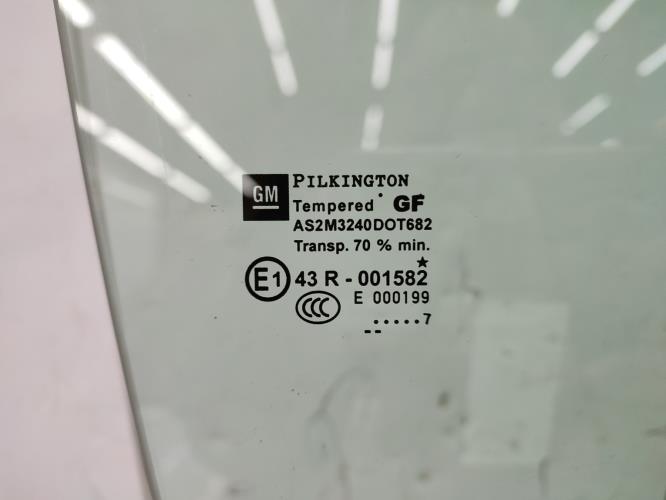 GM PILKINGTON
Tempered GF
AS2M3240DOT682
Transp. 70 % min.
E1 43 R - 001582 ★
CCC E 000199
.....7
--